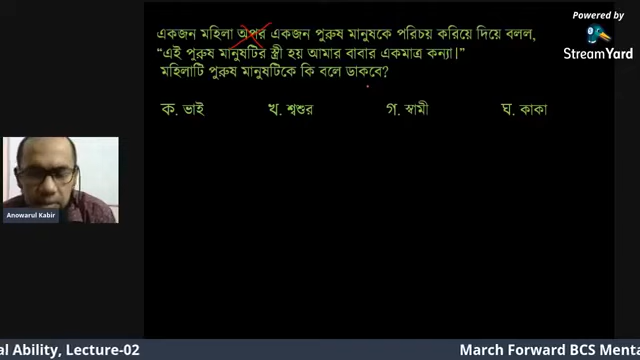 Powered by
StreamYard
একজন মহিলা অপর একজন পুরুষ মানুষকে পরিচয় করিয়ে দিয়ে বলল,
“এই পুরুষ মানুষটির স্ত্রী হয় আমার বাবার একমাত্র কন্যা।”
মহিলাটি পুরুষ মানুষটিকে কি বলে ডাকবে?
ক. ভাই খ. শ্বশুর গ. স্বামী ঘ. কাকা
Anowarul Kabir
al Ability, Lecture-02 March Forward BCS Menta